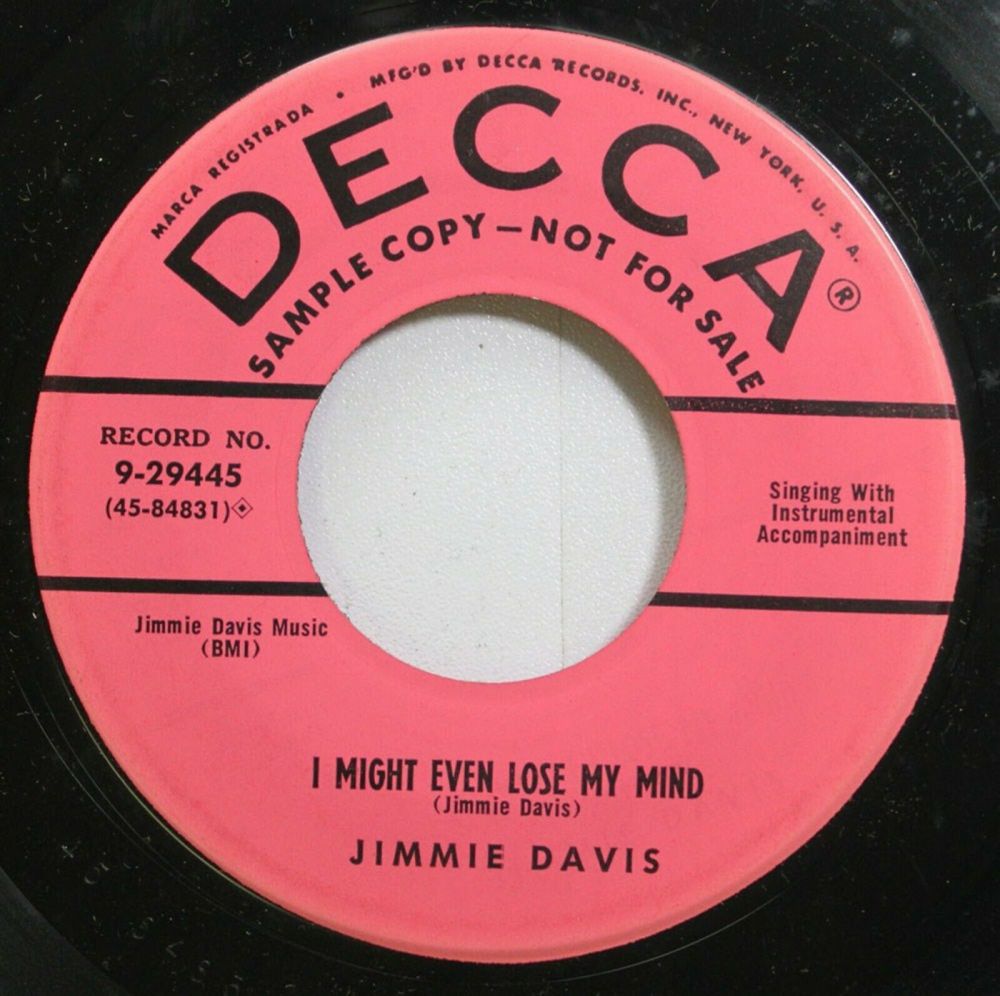 MARCA REGISTRADA • MFG'D BY DECCA RECORDS, INC., NEW YORK, U. S. A.
DECCA ®
SAMPLE COPY—NOT FOR SALE
RECORD NO.
9-29445
(45-84831)
Singing With
Instrumental
Accompaniment
Jimmie Davis Music
(BMI)
I MIGHT EVEN LOSE MY MIND
(Jimmie Davis)
JIMMIE DAVIS